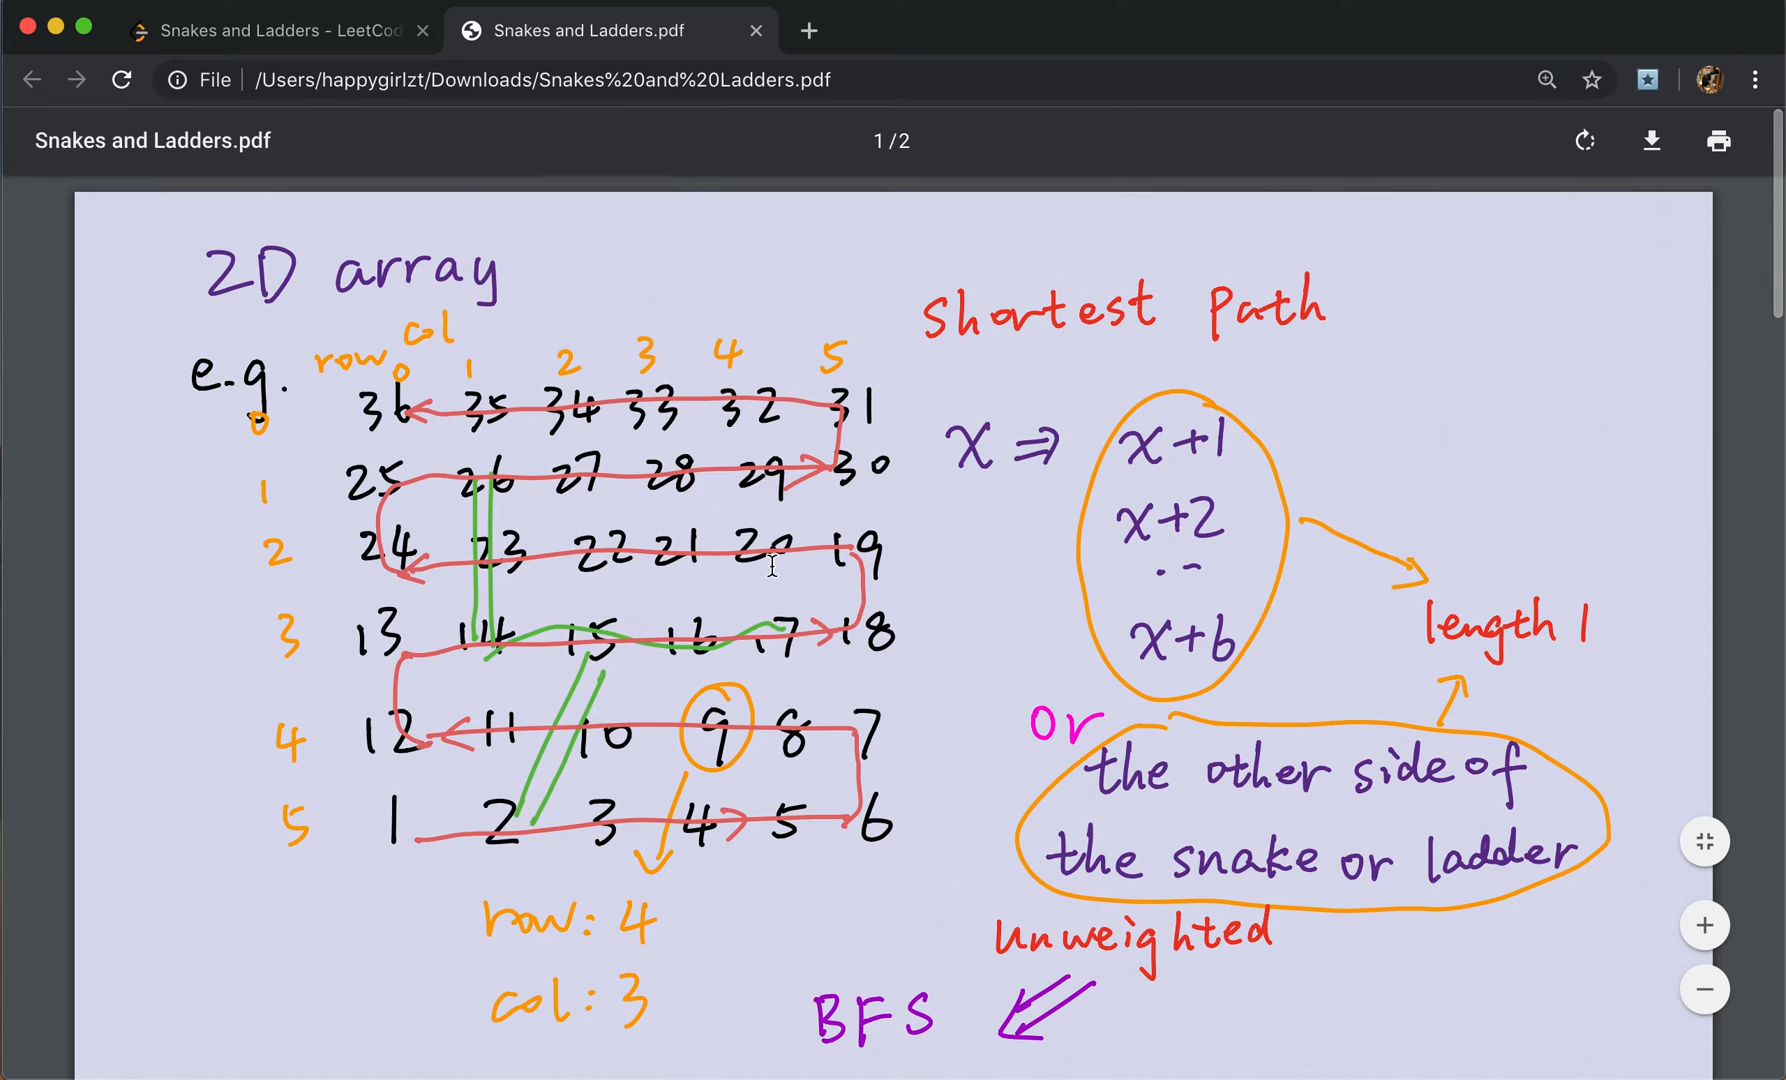 Snakes and Ladders - LeetCod
Snakes and Ladders.pdf
File
/Users/happygirlzt/Downloads/Snakes%20and%20Ladders.pdf
Snakes and Ladders.pdf
1 / 2
2D array
Shortest Path
e.g.
row col
0 1 2 3 4 5
0 36 35 34 33 32 31
1 25 26 27 28 29 30
2 24 23 22 21 20 19
3 13 14 15 16 17 18
4 12 11 10 9 8 7
5 1 2 3 4 5 6
row: 4
col: 3
x ⇒ x+1
x+2
..
x+6
length 1
or
the other side of
the snake or ladder
unweighted
BFS